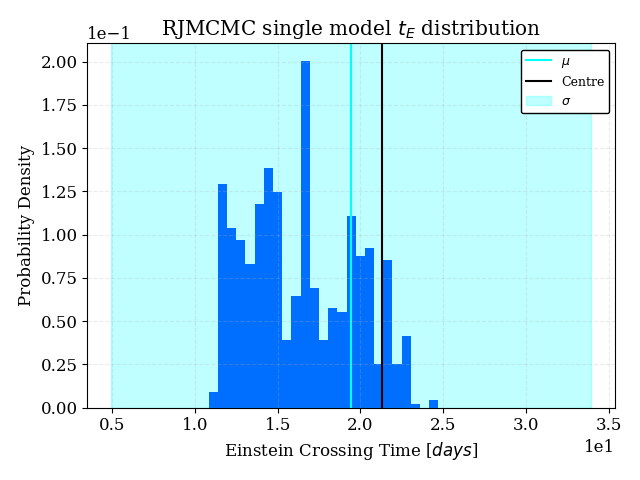 RJMCMC single model t_E distribution
1e−1
2.00
1.75
1.50
1.25
1.00
0.75
0.50
0.25
0.00
Probability Density
μ
Centre
σ
0.5 1.0 1.5 2.0 2.5 3.0 3.5
1e1
Einstein Crossing Time [days]